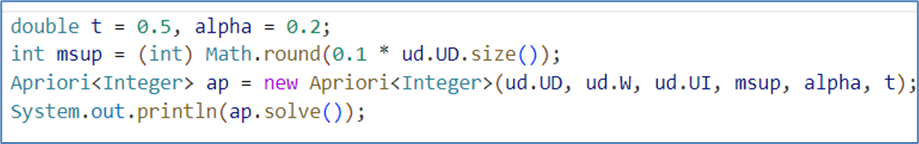 double t = 0.5, alpha = 0.2;
int msup = (int) Math.round(0.1 * ud.UD.size());
Apriori<Integer> ap = new Apriori<Integer>(ud.UD, ud.W, ud.UI, msup, alpha, t);
System.out.println(ap.solve());